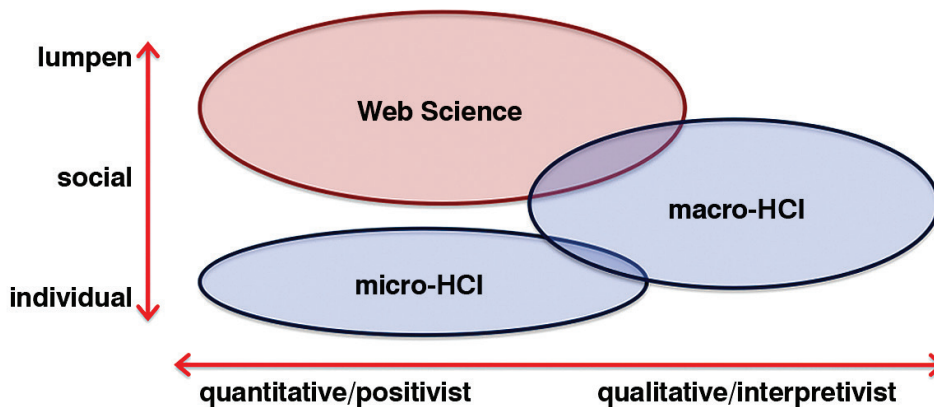 lumpen
Web Science
social
macro-HCI
micro-HCI
individual
quantitative/positivist
qualitative/interpretivist